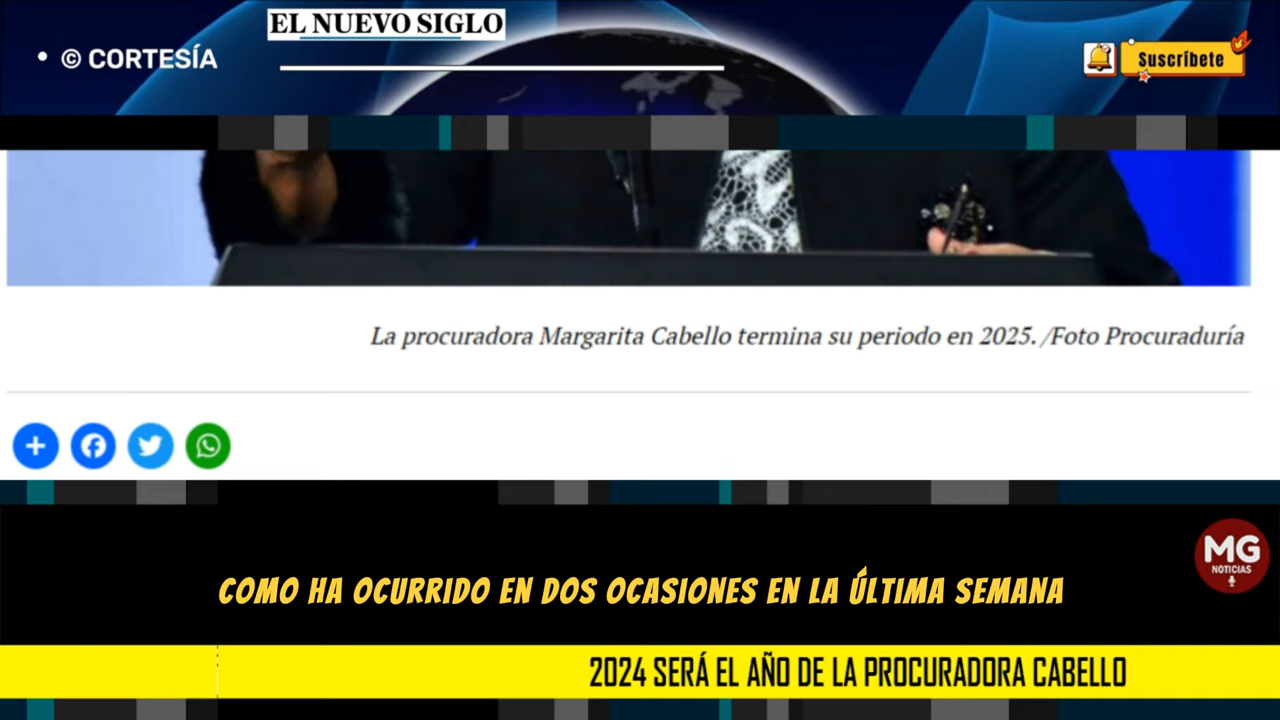 EL NUEVO SIGLO
• © CORTESÍA
Suscríbete
La procuradora Margarita Cabello termina su periodo en 2025. /Foto Procuraduría
MG
NOTICIAS
COMO HA OCURRIDO EN DOS OCASIONES EN LA ÚLTIMA SEMANA
2024 SERÁ EL AÑO DE LA PROCURADORA CABELLO